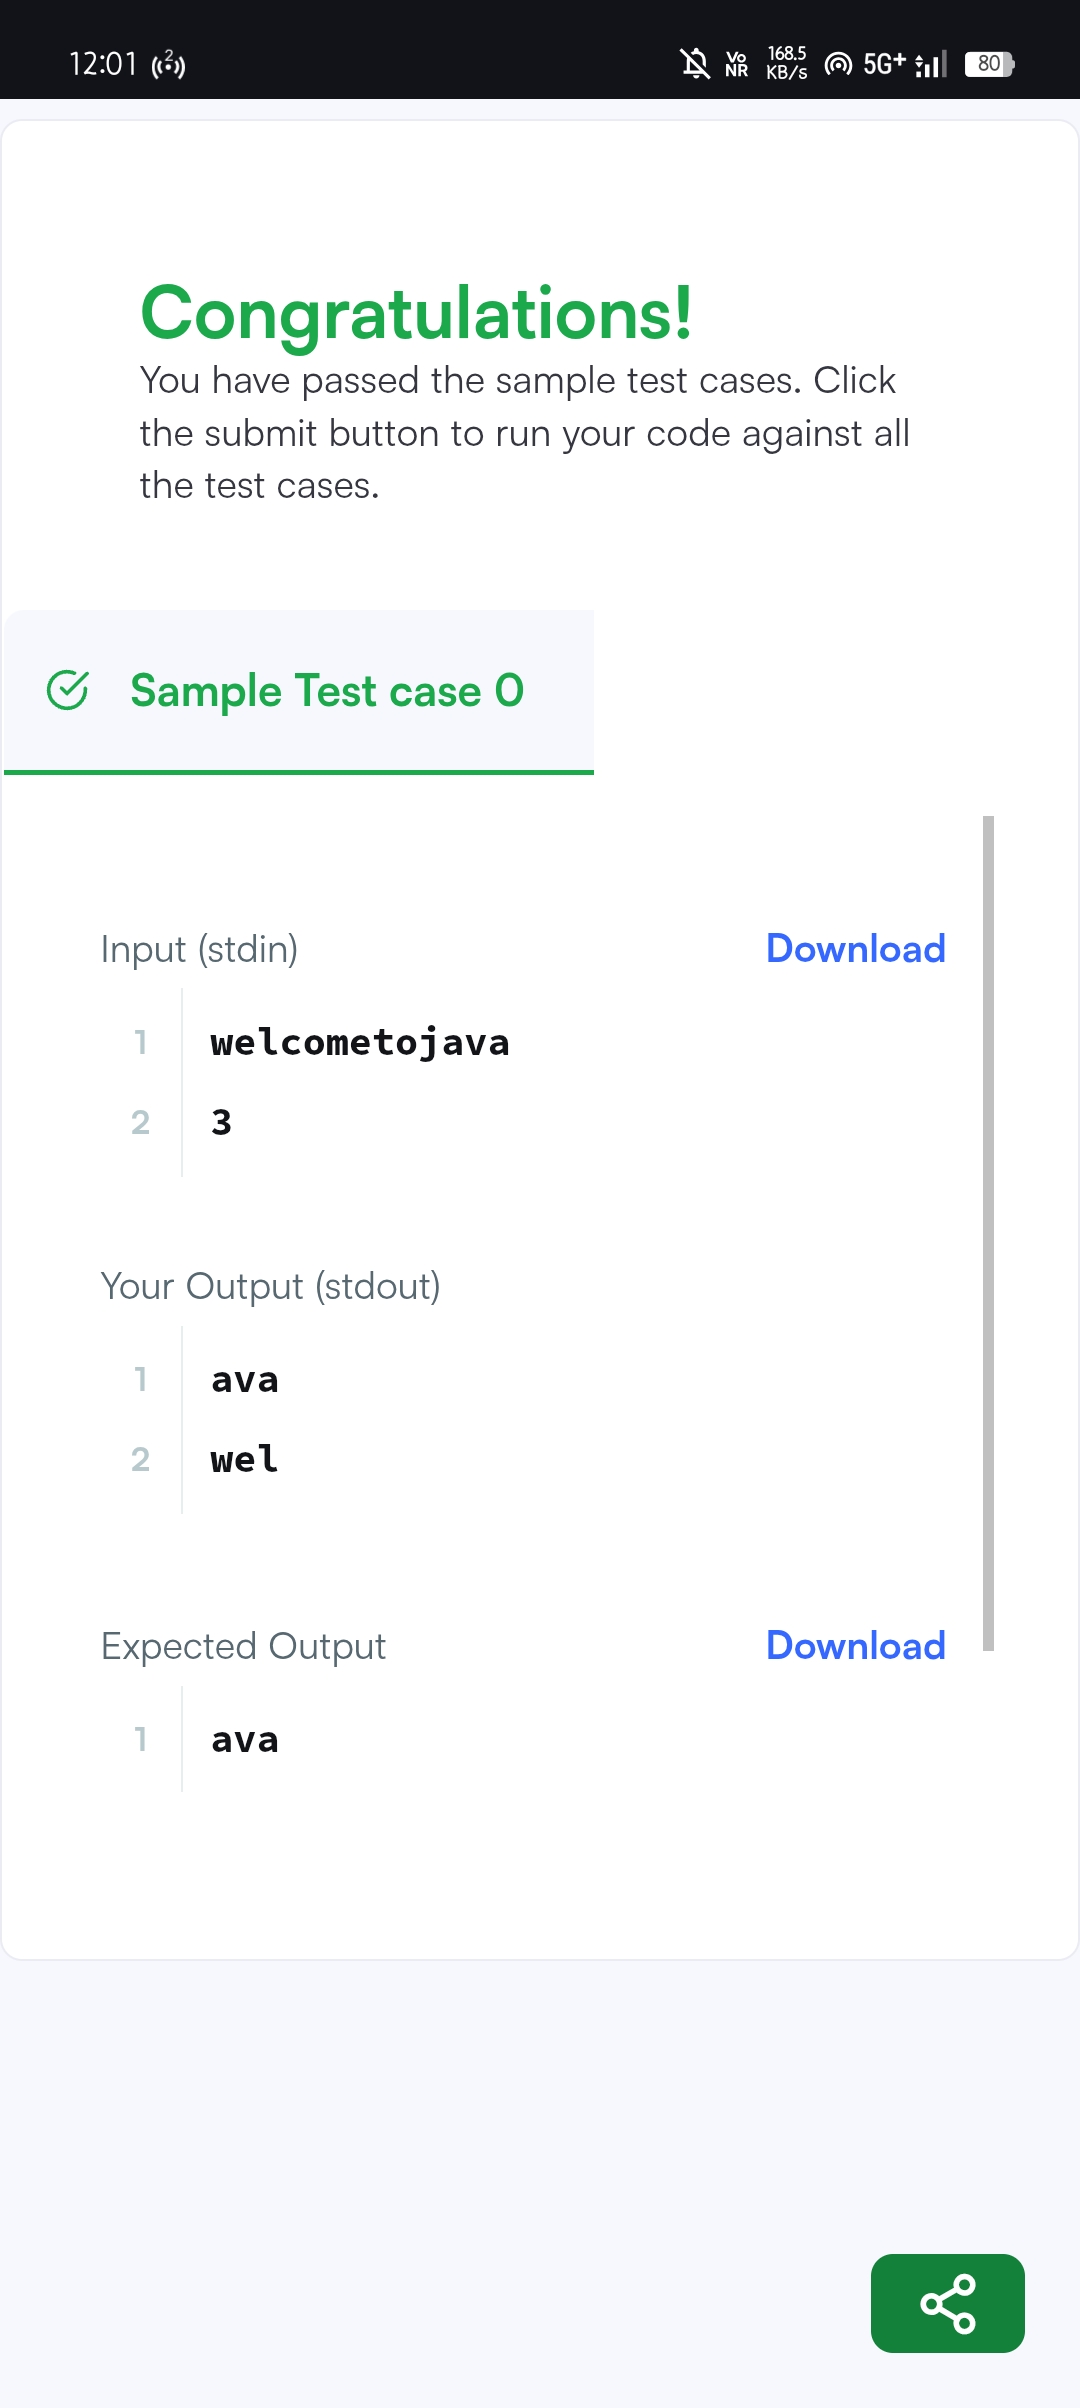 12:01 2 Vo NR 168.5 KB/s 5G+ 80
Congratulations!
You have passed the sample test cases. Click
the submit button to run your code against all
the test cases.
Sample Test case 0
Input (stdin) Download
1 welcometojava
2 3
Your Output (stdout)
1 ava
2 wel
Expected Output Download
1 ava